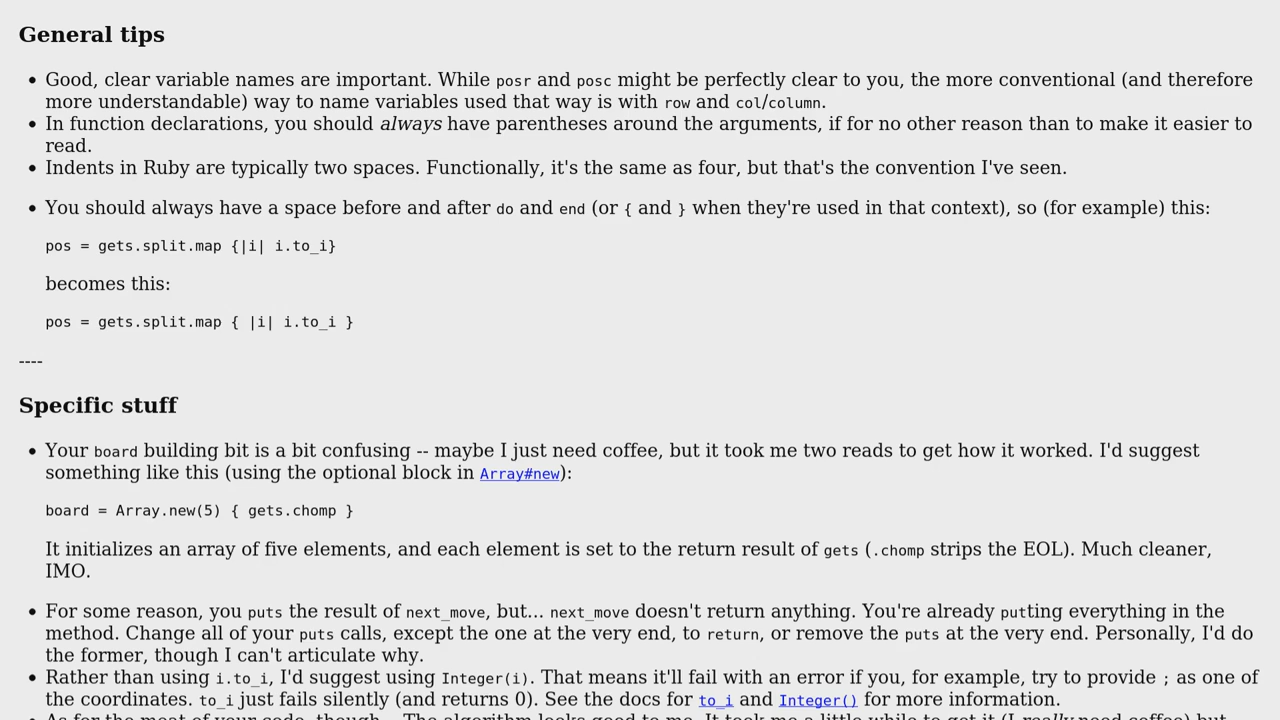 General tips
• Good, clear variable names are important. While posr and posc might be perfectly clear to you, the more conventional (and therefore
more understandable) way to name variables used that way is with row and col/column.
• In function declarations, you should always have parentheses around the arguments, if for no other reason than to make it easier to
read.
• Indents in Ruby are typically two spaces. Functionally, it's the same as four, but that's the convention I've seen.
• You should always have a space before and after do and end (or { and } when they're used in that context), so (for example) this:
pos = gets.split.map {|i| i.to_i}
becomes this:
pos = gets.split.map { |i| i.to_i }
----
Specific stuff
• Your board building bit is a bit confusing -- maybe I just need coffee, but it took me two reads to get how it worked. I'd suggest
something like this (using the optional block in Array#new):
board = Array.new(5) { gets.chomp }
It initializes an array of five elements, and each element is set to the return result of gets (.chomp strips the EOL). Much cleaner,
IMO.
• For some reason, you puts the result of next_move, but... next_move doesn't return anything. You're already putting everything in the
method. Change all of your puts calls, except the one at the very end, to return, or remove the puts at the very end. Personally, I'd do
the former, though I can't articulate why.
• Rather than using i.to_i, I'd suggest using Integer(i). That means it'll fail with an error if you, for example, try to provide ; as one of
the coordinates. to_i just fails silently (and returns 0). See the docs for to_i and Integer() for more information.
• As for the meat of your code, though... The algorithm looks good to me. It took me a little while to get it (I really need coffee) but